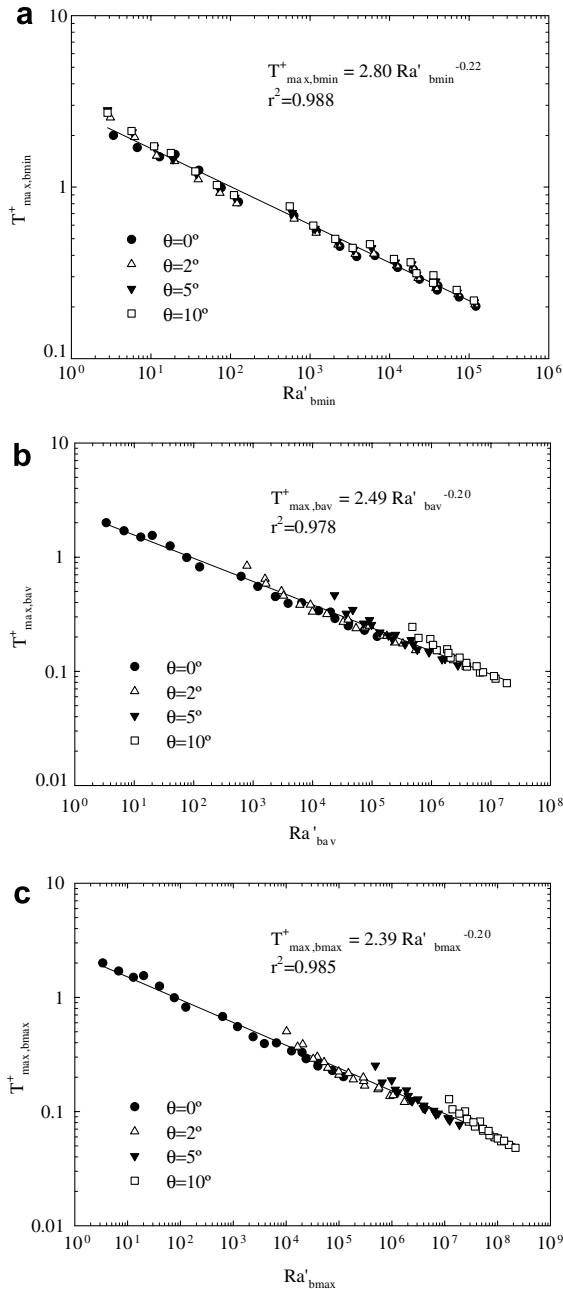 a
10
T⁺max,bmin = 2.80 Ra' bmin^-0.22
r²=0.988
T⁺max,bmin
1
θ=0º
θ=2º
θ=5º
θ=10º
0.1
10⁰ 10¹ 10² 10³ 10⁴ 10⁵ 10⁶
Ra'bmin
b
10
T⁺max,bav = 2.49 Ra' bav^-0.20
r²=0.978
1
T⁺max,bav
0.1
θ=0º
θ=2º
θ=5º
θ=10º
0.01
10⁰ 10¹ 10² 10³ 10⁴ 10⁵ 10⁶ 10⁷ 10⁸
Ra'bav
c
10
T⁺max,bmax = 2.39 Ra' bmax^-0.20
r²=0.985
1
T⁺max,bmax
0.1
θ=0º
θ=2º
θ=5º
θ=10º
0.01
10⁰ 10¹ 10² 10³ 10⁴ 10⁵ 10⁶ 10⁷ 10⁸ 10⁹
Ra'bmax